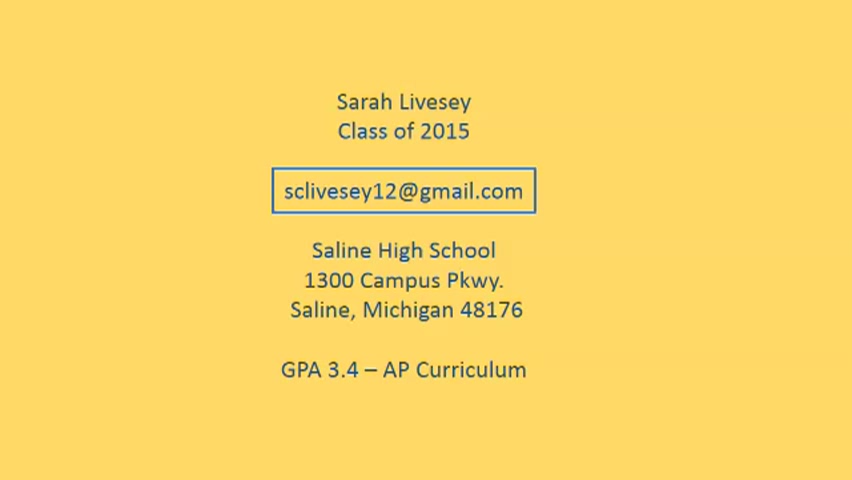 Sarah Livesey
Class of 2015
sclivesey12@gmail.com
Saline High School
1300 Campus Pkwy.
Saline, Michigan 48176
GPA 3.4 – AP Curriculum